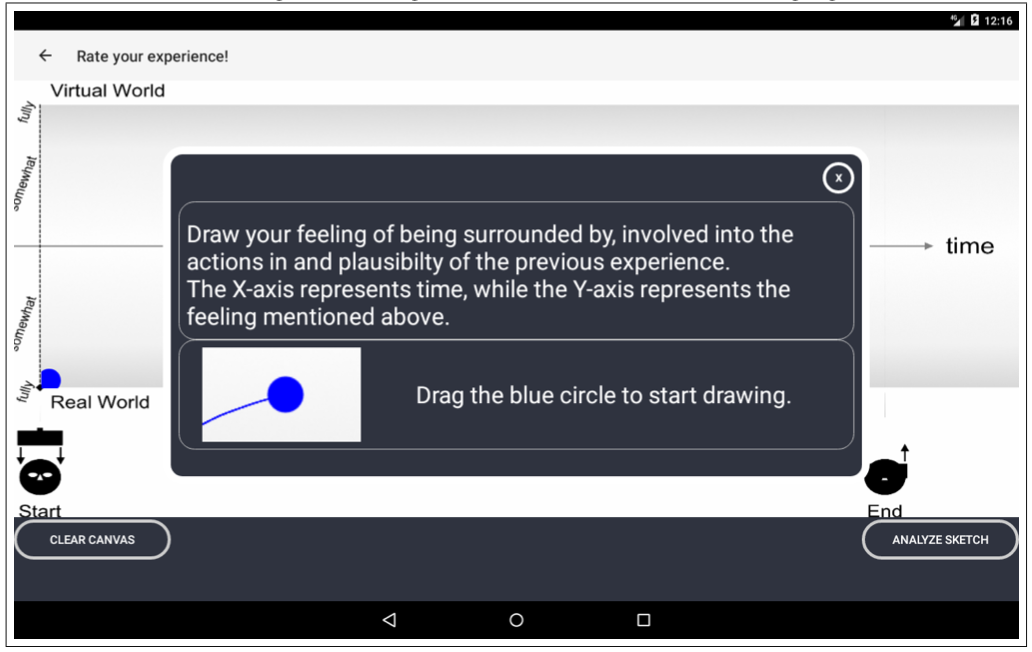 12:16
Rate your experience!
Virtual World
fully
somewhat
X
Draw your feeling of being surrounded by, involved into the
actions in and plausibilty of the previous experience.
The X-axis represents time, while the Y-axis represents the
feeling mentioned above.
time
somewhat
fully
Drag the blue circle to start drawing.
Real World
Start
End
CLEAR CANVAS
ANALYZE SKETCH